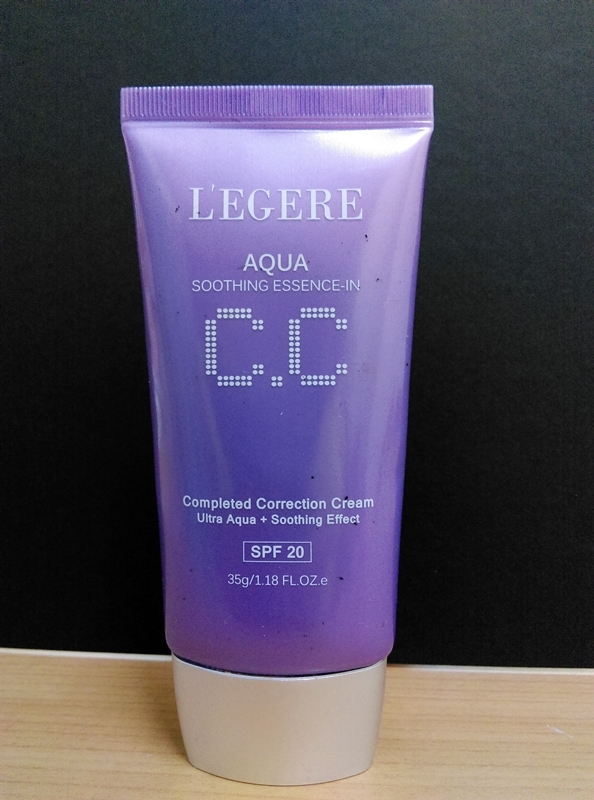 L'EGERE
AQUA
SOOTHING ESSENCE-IN
C.C
Completed Correction Cream
Ultra Aqua + Soothing Effect
SPF 20
35g/1.18 FL.OZ.e